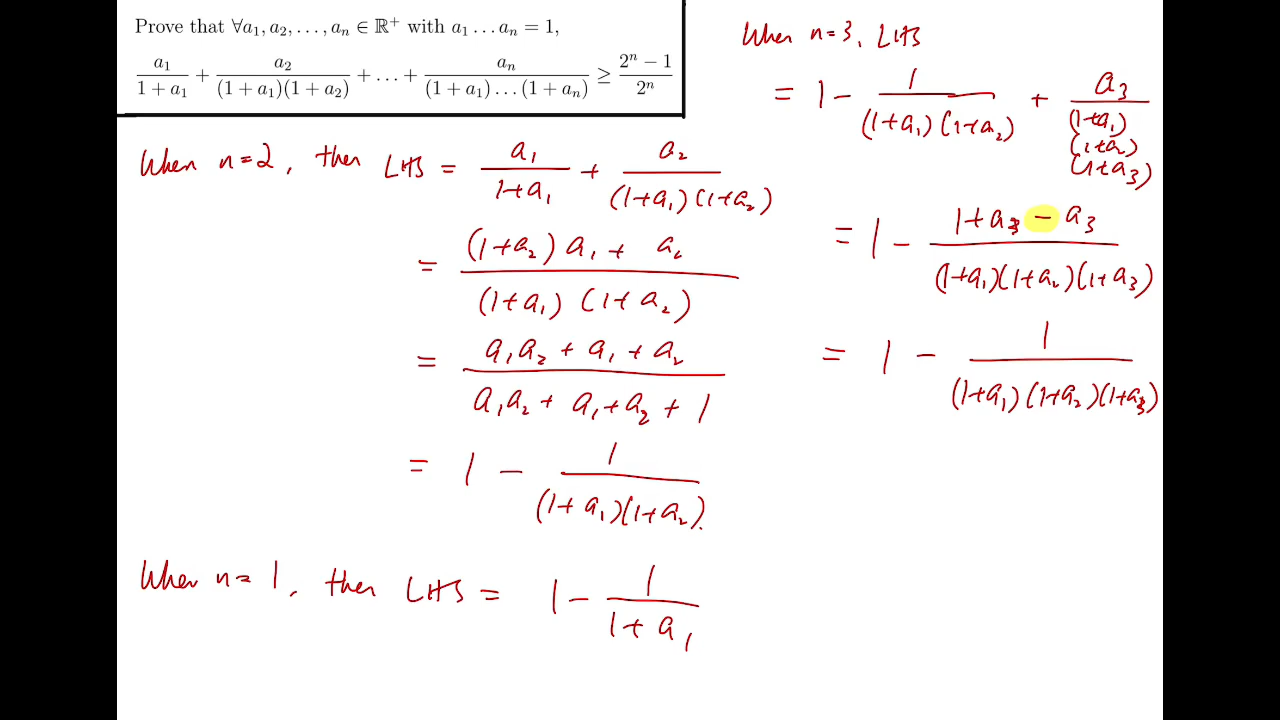 Prove that ∀a₁, a₂, …, aₙ ∈ ℝ⁺ with a₁ … aₙ = 1,
a₁/(1 + a₁) + a₂/((1 + a₁)(1 + a₂)) + … + aₙ/((1 + a₁) … (1 + aₙ)) ≥ (2ⁿ − 1)/2ⁿ
When n=2, then LHS = a₁/(1+a₁) + a₂/((1+a₁)(1+a₂))
= ((1+a₂)a₁ + a₂)/((1+a₁)(1+a₂))
= (a₁a₂ + a₁ + a₂)/(a₁a₂ + a₁+a₂ + 1)
= 1 − 1/((1+a₁)(1+a₂)).
When n=1, then LHS = 1 − 1/(1+a₁)
When n=3, LHS
= 1 − 1/((1+a₁)(1+a₂)) + a₃/((1+a₁)(1+a₂)(1+a₃))
= 1 − (1+a₃ − a₃)/((1+a₁)(1+a₂)(1+a₃))
= 1 − 1/((1+a₁)(1+a₂)(1+a₃))